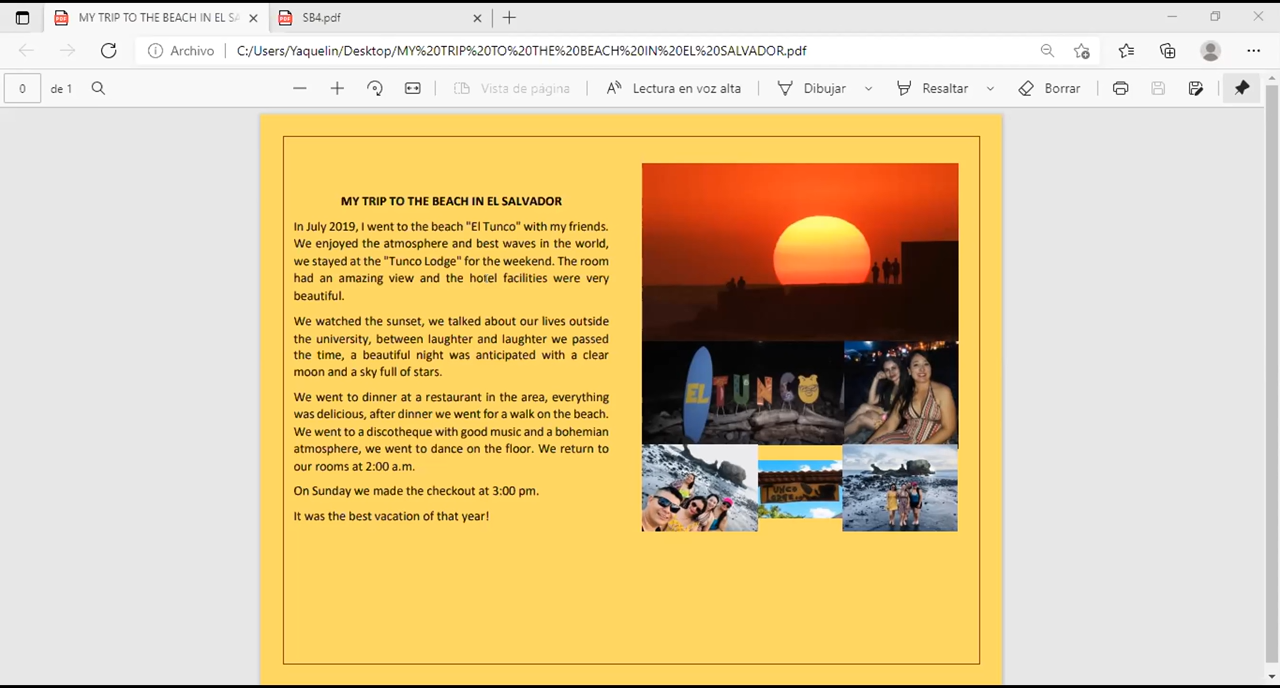 MY TRIP TO THE BEACH IN EL SA
SB4.pdf
Archivo
C:/Users/Yaquelin/Desktop/MY%20TRIP%20TO%20THE%20BEACH%20IN%20EL%20SALVADOR.pdf
0 de 1
Vista de página
Lectura en voz alta
Dibujar
Resaltar
Borrar
MY TRIP TO THE BEACH IN EL SALVADOR
In July 2019, I went to the beach "El Tunco" with my friends.
We enjoyed the atmosphere and best waves in the world,
we stayed at the "Tunco Lodge" for the weekend. The room
had an amazing view and the hotel facilities were very
beautiful.
We watched the sunset, we talked about our lives outside
the university, between laughter and laughter we passed
the time, a beautiful night was anticipated with a clear
moon and a sky full of stars.
We went to dinner at a restaurant in the area, everything
was delicious, after dinner we went for a walk on the beach.
We went to a discotheque with good music and a bohemian
atmosphere, we went to dance on the floor. We return to
our rooms at 2:00 a.m.
On Sunday we made the checkout at 3:00 pm.
It was the best vacation of that year!
EL TUNCO
TUNCO